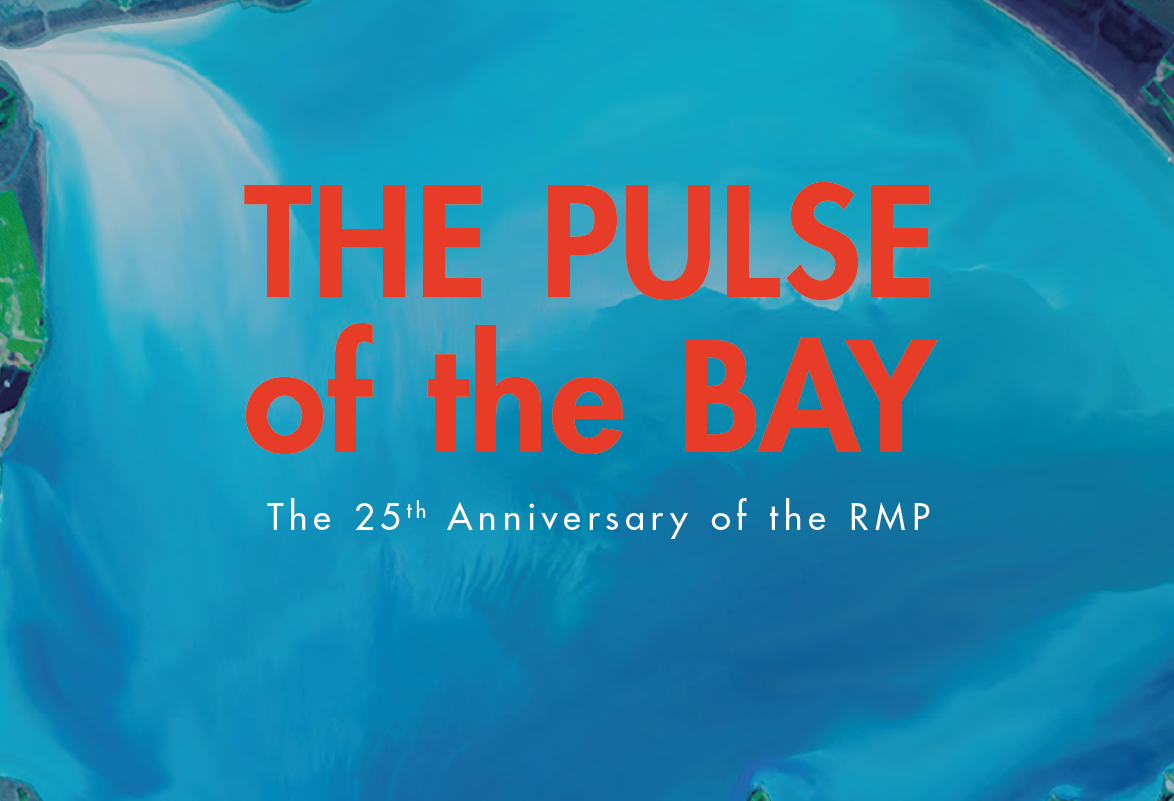 THE PULSE
of the BAY
The 25th Anniversary of the RMP